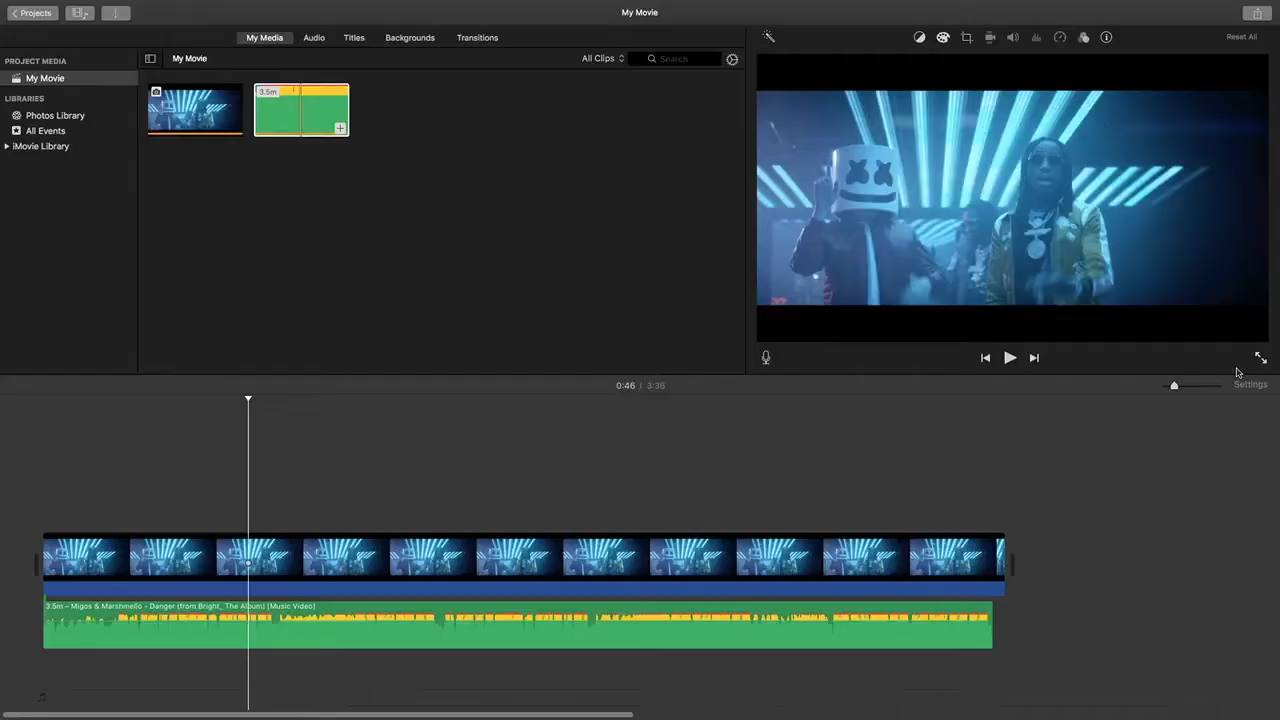 Projects
My Movie
My Media
Audio
Titles
Backgrounds
Transitions
Reset All
PROJECT MEDIA
My Movie
All Clips
Search
My Movie
LIBRARIES
Photos Library
All Events
iMovie Library
3.5m
0:46 / 3:36
Settings
3.5m – Migos & Marshmello - Danger (from Bright_ The Album) [Music Video]